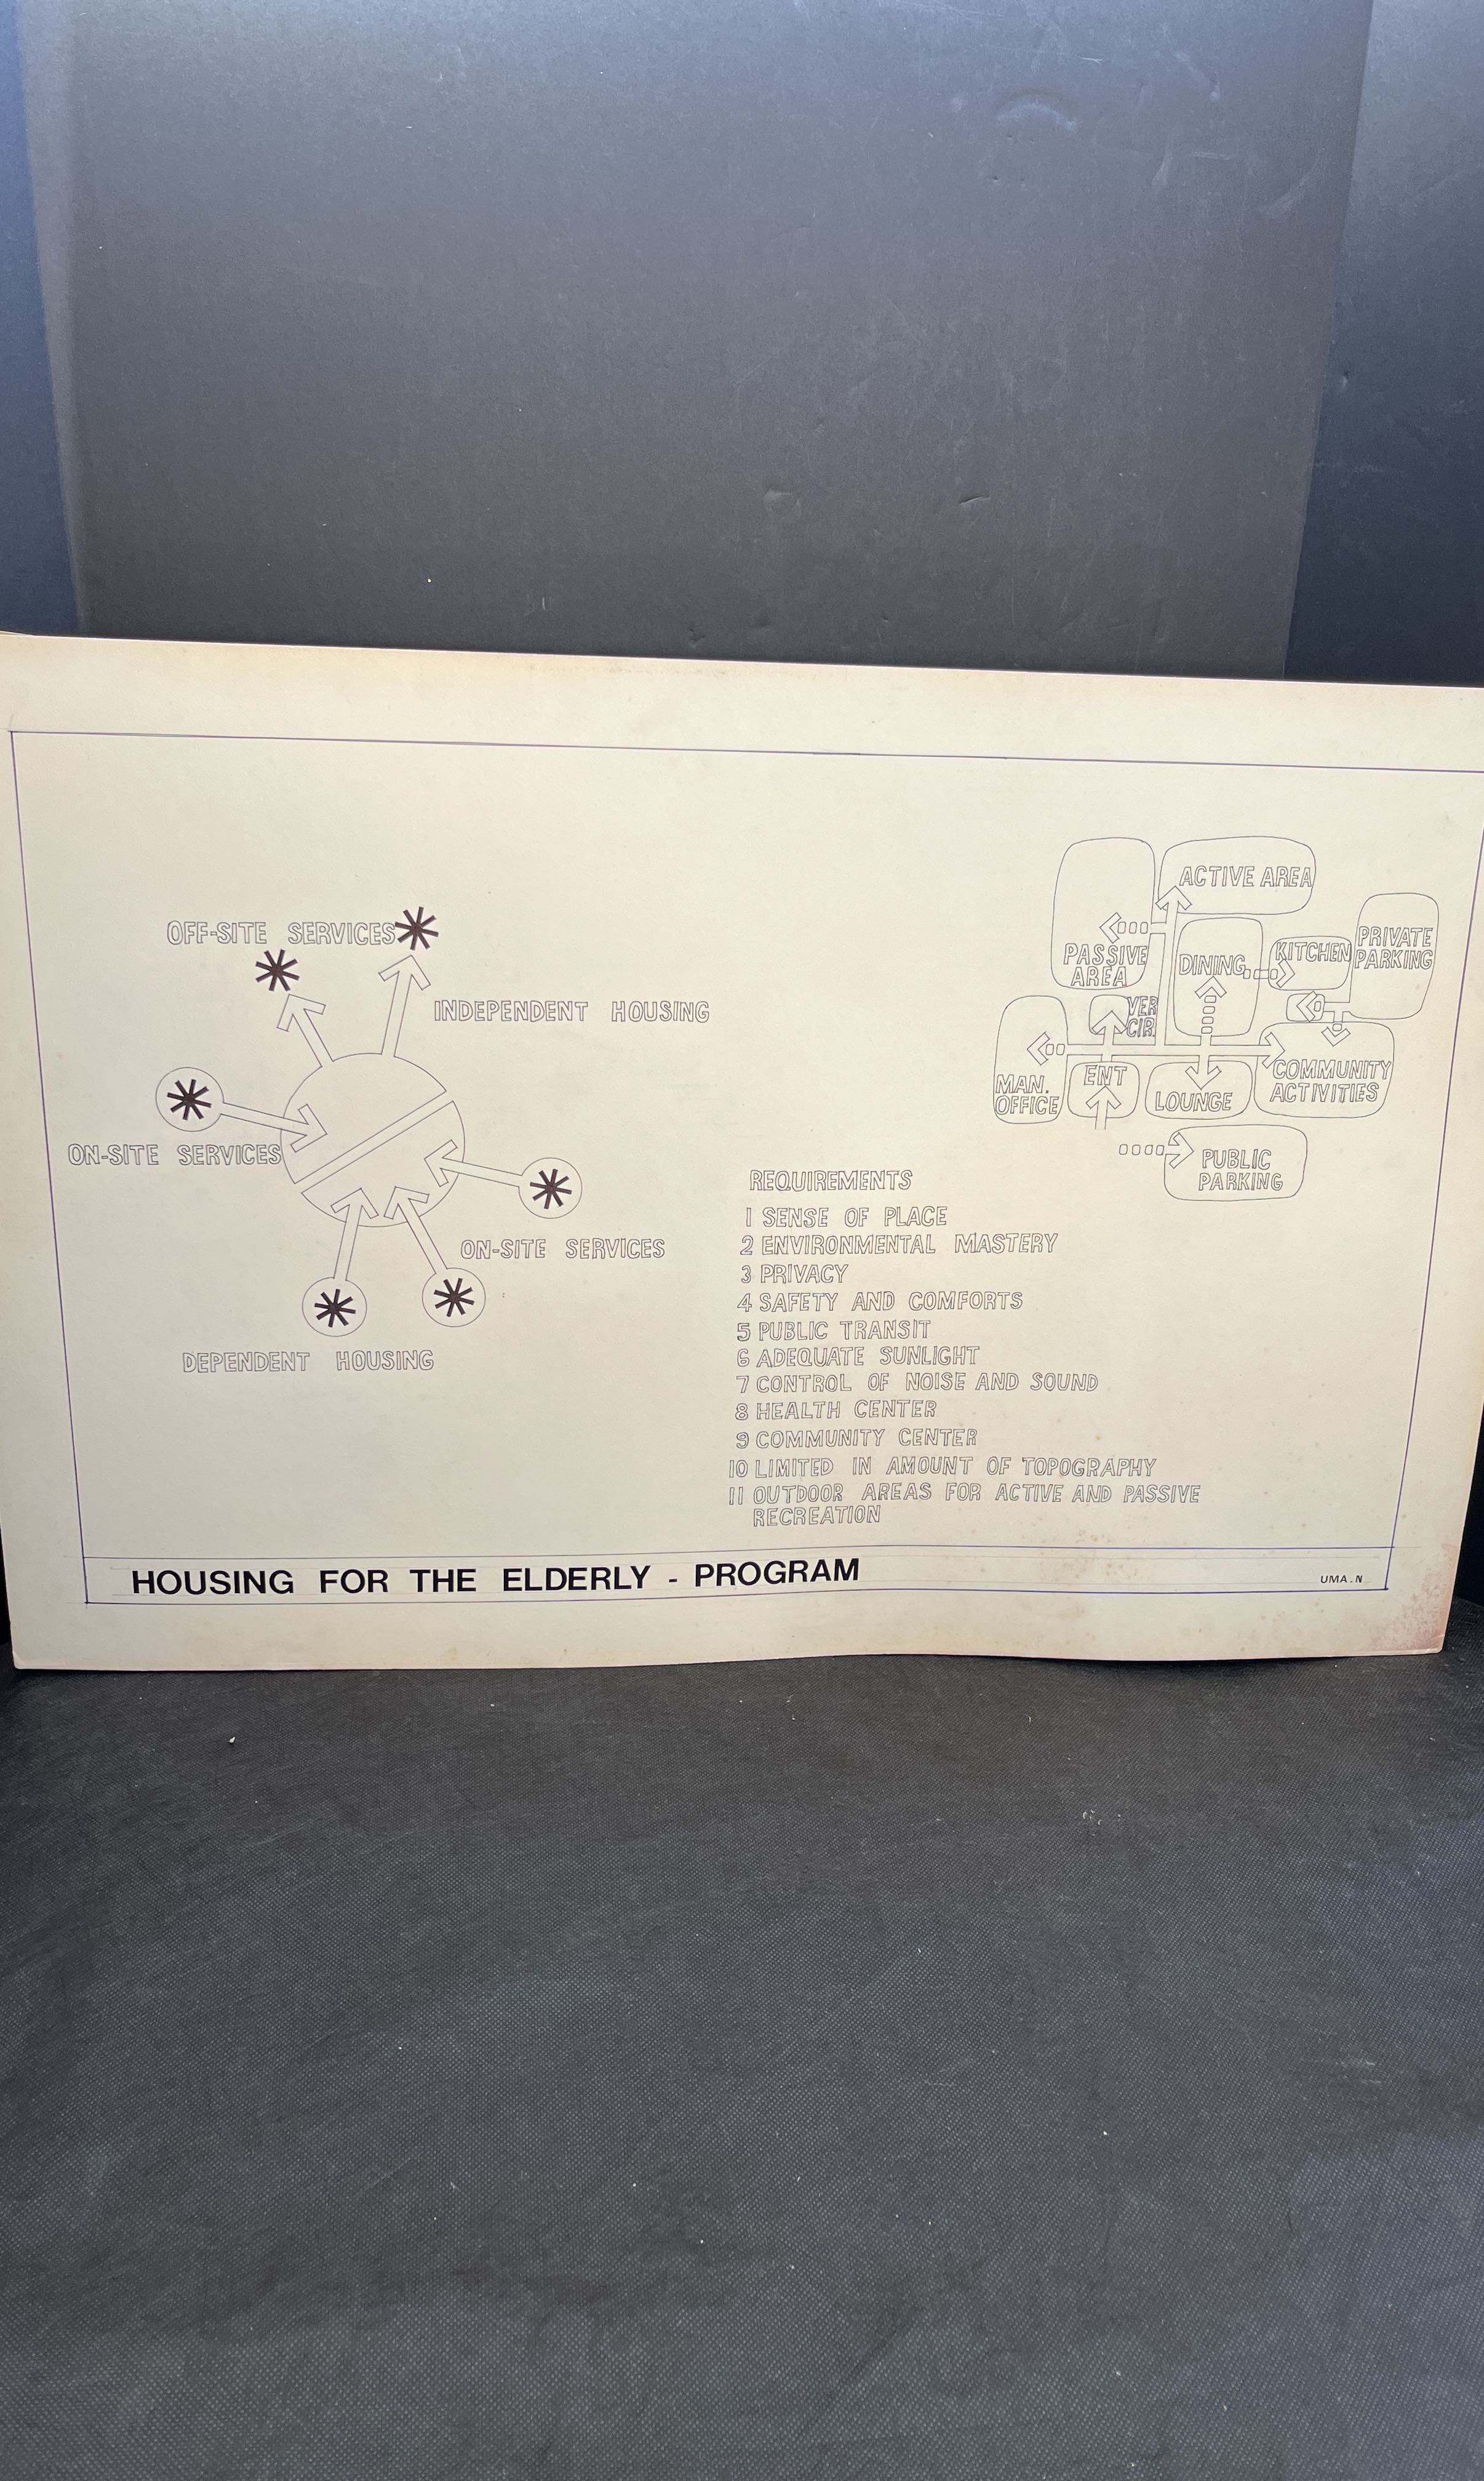 OFF-SITE SERVICES
INDEPENDENT HOUSING
ON-SITE SERVICES
ON-SITE SERVICES
DEPENDENT HOUSING
ACTIVE AREA
PASSIVE
AREA
DINING
KITCHEN
PRIVATE
PARKING
VER
CIR.
MAN.
OFFICE
ENT
LOUNGE
COMMUNITY
ACTIVITIES
PUBLIC
PARKING
REQUIREMENTS
1 SENSE OF PLACE
2 ENVIRONMENTAL MASTERY
3 PRIVACY
4 SAFETY AND COMFORTS
5 PUBLIC TRANSIT
6 ADEQUATE SUNLIGHT
7 CONTROL OF NOISE AND SOUND
8 HEALTH CENTER
9 COMMUNITY CENTER
10 LIMITED IN AMOUNT OF TOPOGRAPHY
11 OUTDOOR AREAS FOR ACTIVE AND PASSIVE
RECREATION
HOUSING FOR THE ELDERLY - PROGRAM
UMA.N